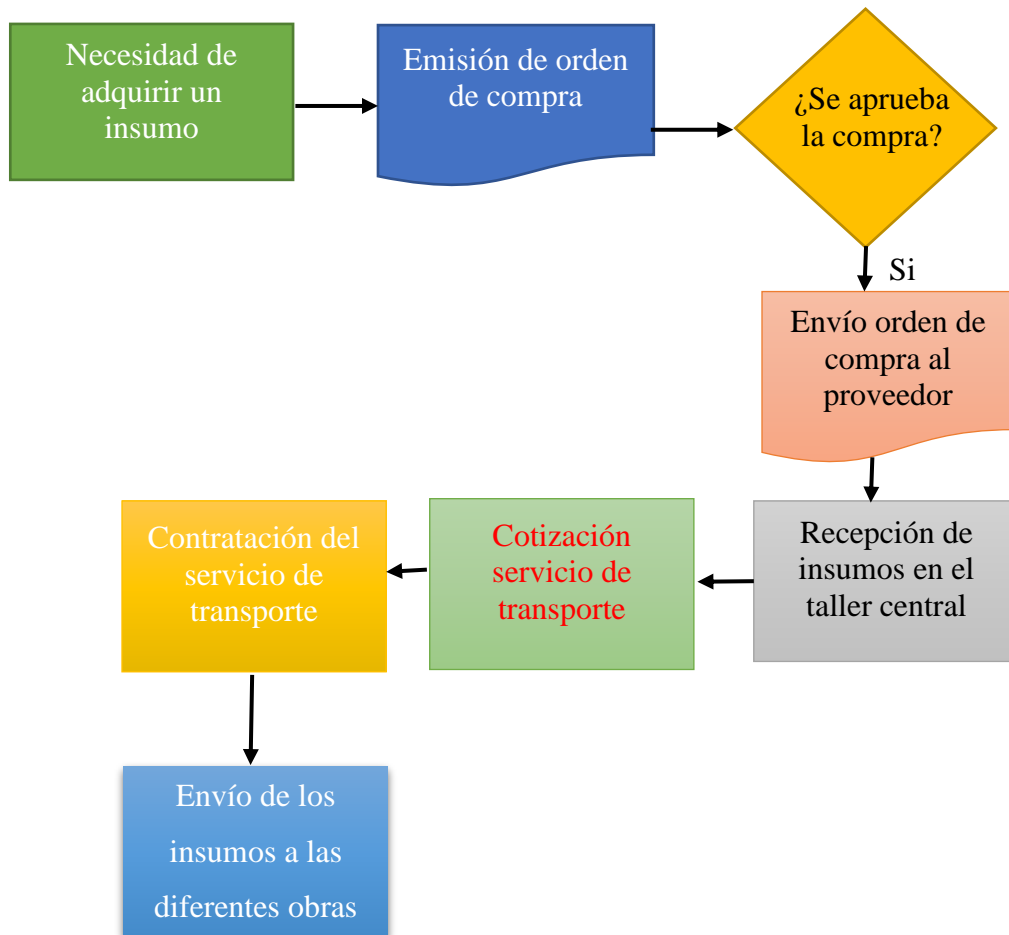 Necesidad de
adquirir un
insumo
Emisión de orden
de compra
¿Se aprueba
la compra?
Si
Envío orden de
compra al
proveedor
Recepción de
insumos en el
taller central
Cotización
servicio de
transporte
Contratación del
servicio de
transporte
Envío de los
insumos a las
diferentes obras